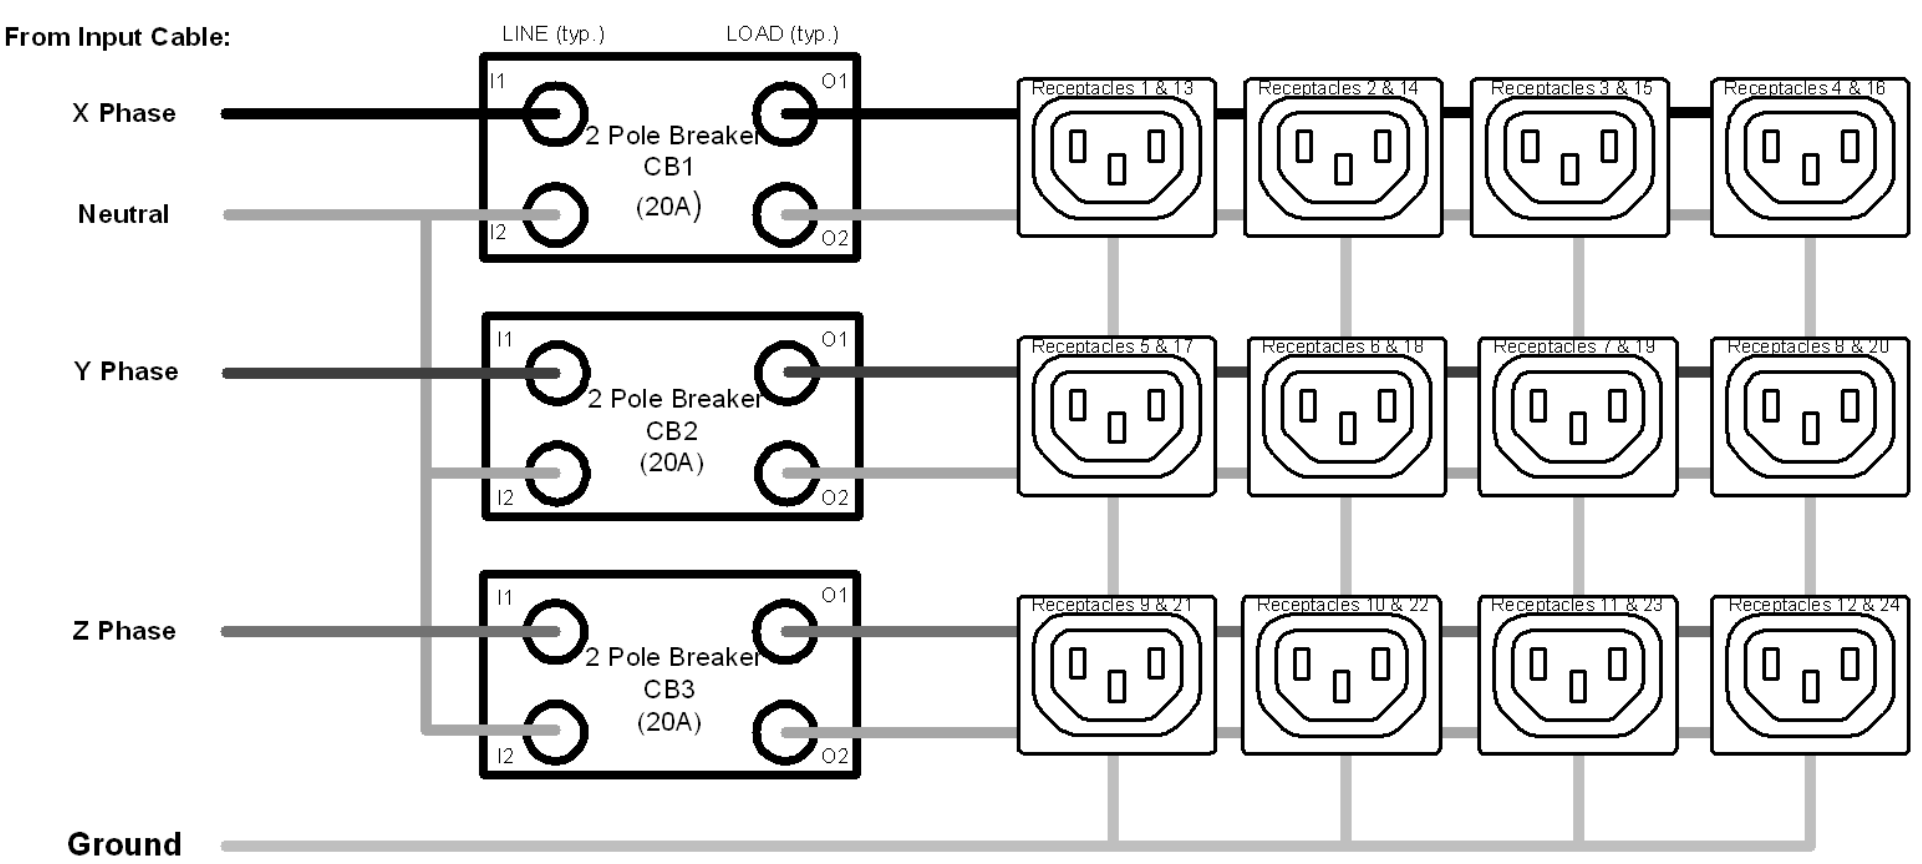 From Input Cable:
LINE (typ.)
LOAD (typ.)
X Phase
I1
O1
2 Pole Breaker
CB1
(20A)
Neutral
I2
O2
Receptacles 1 & 13
Receptacles 2 & 14
Receptacles 3 & 15
Receptacles 4 & 16
Y Phase
I1
O1
2 Pole Breaker
CB2
(20A)
I2
O2
Receptacles 5 & 17
Receptacles 6 & 18
Receptacles 7 & 19
Receptacles 8 & 20
Z Phase
I1
O1
2 Pole Breaker
CB3
(20A)
I2
O2
Receptacles 9 & 21
Receptacles 10 & 22
Receptacles 11 & 23
Receptacles 12 & 24
Ground